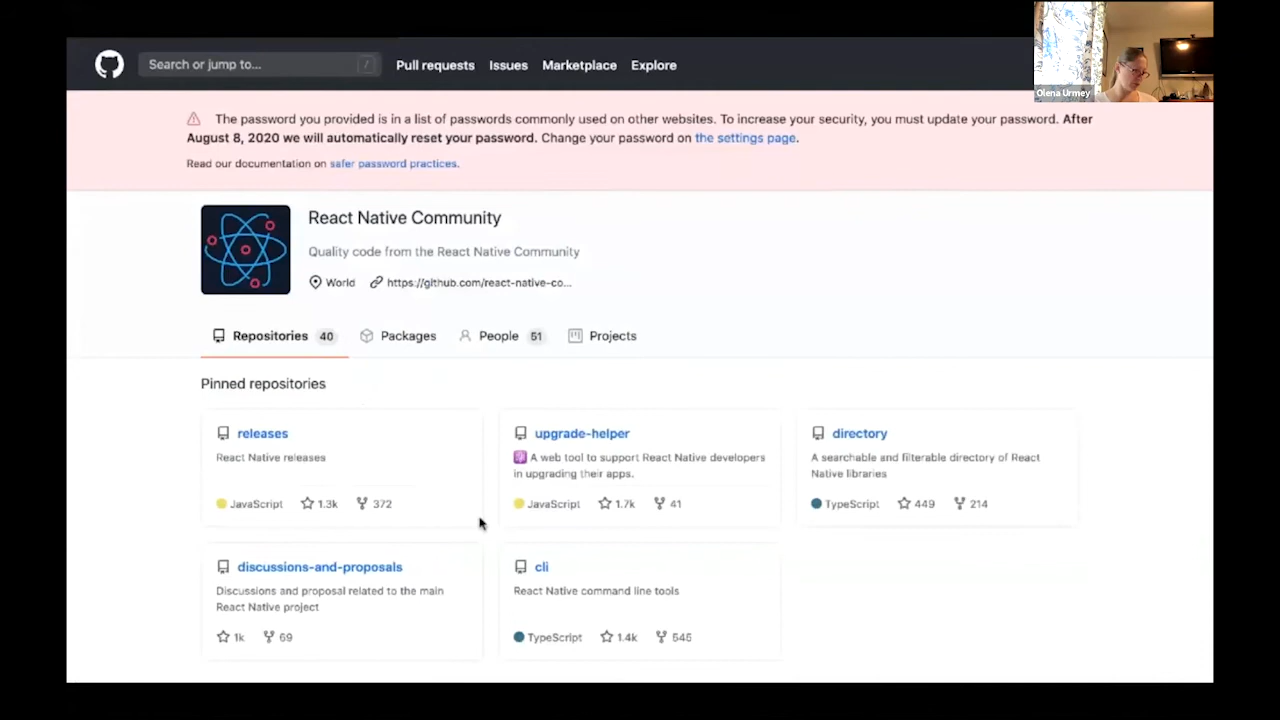 Search or jump to...
/
Pull requests
Issues
Marketplace
Explore
Olena Urmey
The password you provided is in a list of passwords commonly used on other websites. To increase your security, you must update your password. After
August 8, 2020 we will automatically reset your password. Change your password on the settings page.
Read our documentation on safer password practices.
React Native Community
Quality code from the React Native Community
World
https://github.com/react-native-co...
Repositories 40
Packages
People 51
Projects
Pinned repositories
releases
React Native releases
JavaScript 1.3k 372
upgrade-helper
A web tool to support React Native developers
in upgrading their apps.
JavaScript 1.7k 41
directory
A searchable and filterable directory of React
Native libraries
TypeScript 449 214
discussions-and-proposals
Discussions and proposal related to the main
React Native project
1k 69
cli
React Native command line tools
TypeScript 1.4k 545